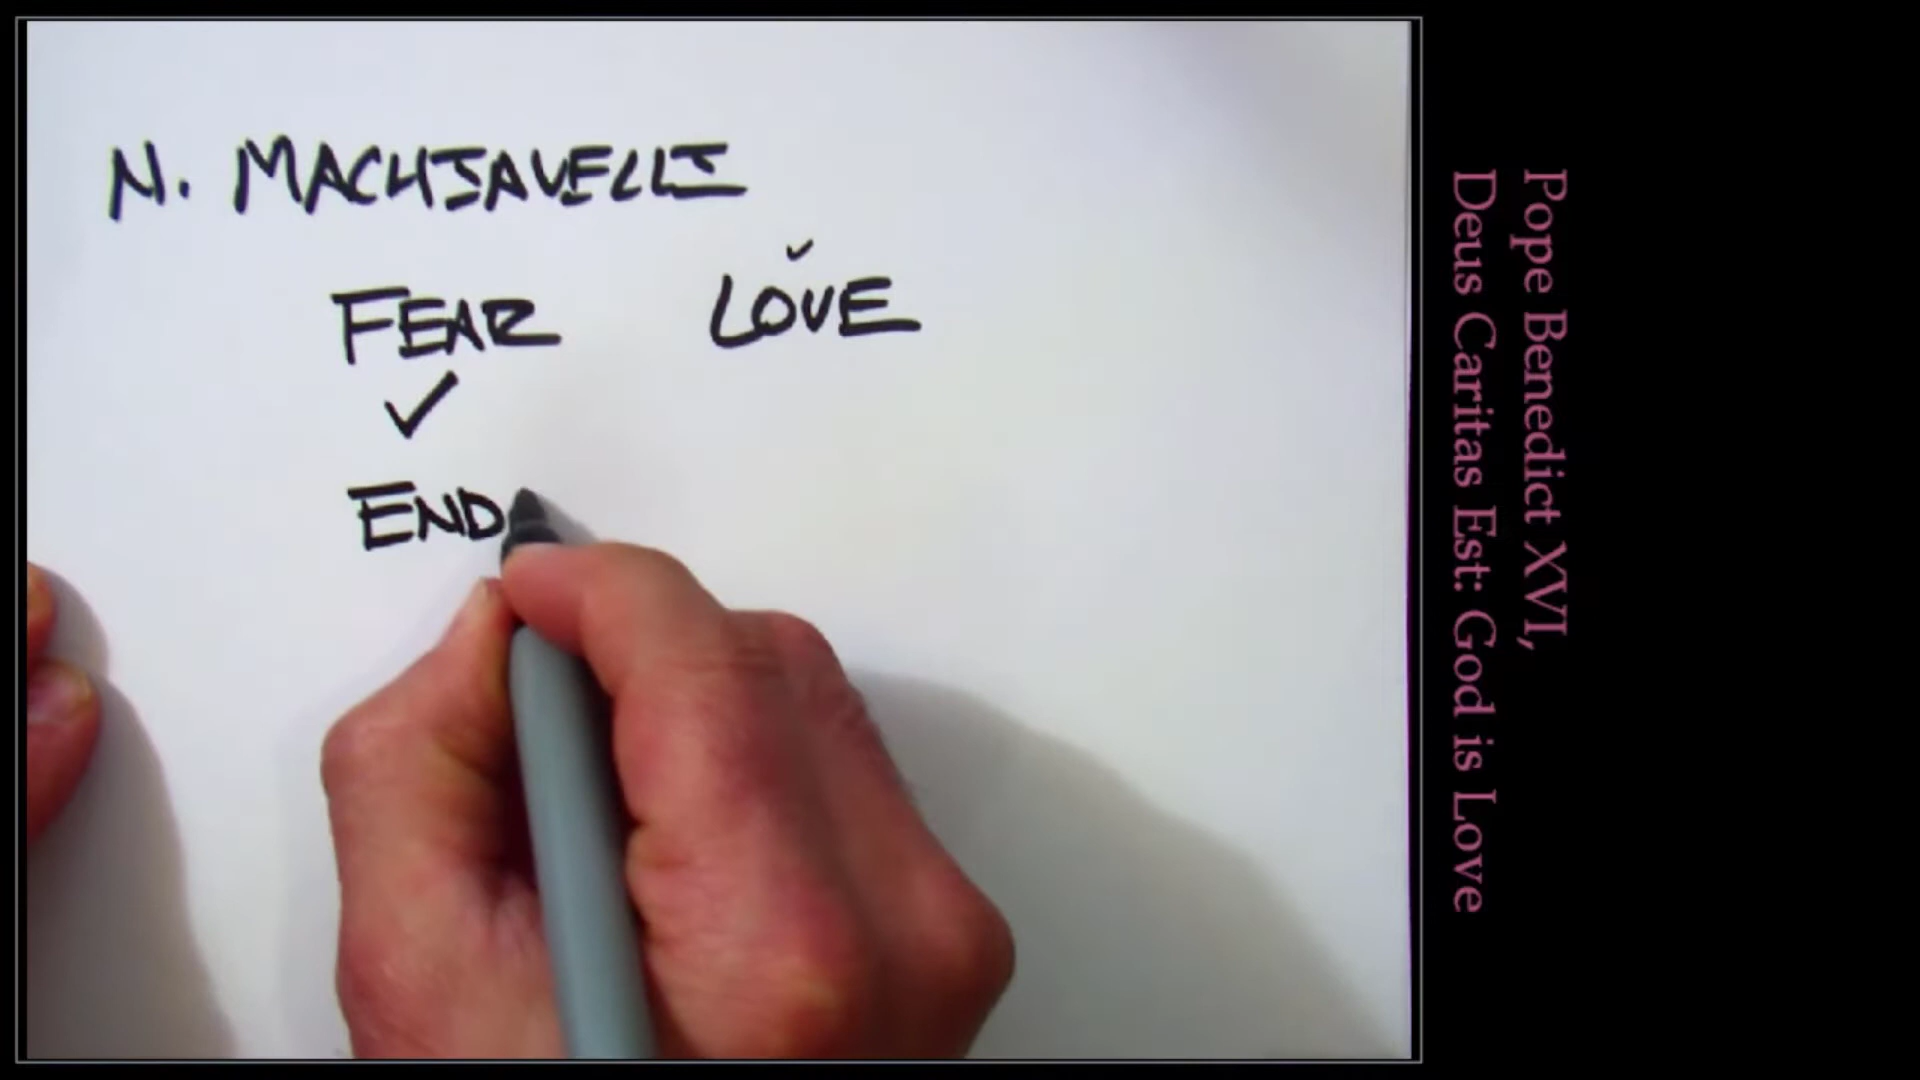 N. MACHIAVELLI
FEAR LOVE
✓ ✓
END
Pope Benedict XVI,
Deus Caritas Est: God is Love